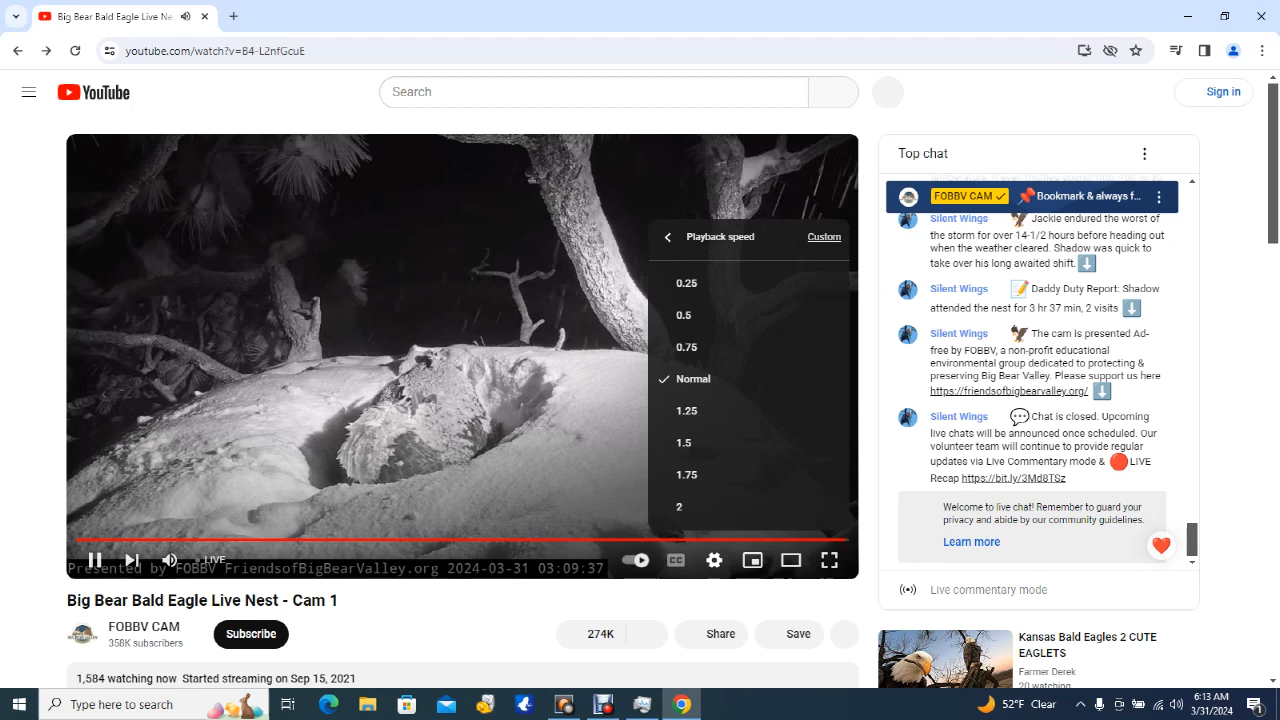 Big Bear Bald Eagle Live Ne
youtube.com/watch?v=B4-L2nfGcuE
YouTube
Search
Sign in
Playback speed
Custom
0.25
0.5
0.75
Normal
1.25
1.5
1.75
2
LIVE
CC
Presented by FOBBV FriendsofBigBearValley.org 2024-03-31 03:09:37
Big Bear Bald Eagle Live Nest - Cam 1
FOBBV CAM
358K subscribers
Subscribe
274K
Share
Save
1,584 watching now Started streaming on Sep 15, 2021
Top chat
FOBBV CAM Bookmark & always f...
Silent Wings Jackie endured the worst of
the storm for over 14-1/2 hours before heading out
when the weather cleared. Shadow was quick to
take over his long awaited shift.
Silent Wings Daddy Duty Report: Shadow
attended the nest for 3 hr 37 min, 2 visits
Silent Wings The cam is presented Ad-
free by FOBBV, a non-profit educational
environmental group dedicated to protecting &
preserving Big Bear Valley. Please support us here
https://friendsofbigbearvalley.org/
Silent Wings Chat is closed. Upcoming
live chats will be announced once scheduled. Our
volunteer team will continue to provide regular
updates via Live Commentary mode & LIVE
Recap https://bit.ly/3Md8TSz
Welcome to live chat! Remember to guard your
privacy and abide by our community guidelines.
Learn more
Live commentary mode
Kansas Bald Eagles 2 CUTE
EAGLETS
Farmer Derek
20 watching
Type here to search
52°F Clear
6:13 AM
3/31/2024